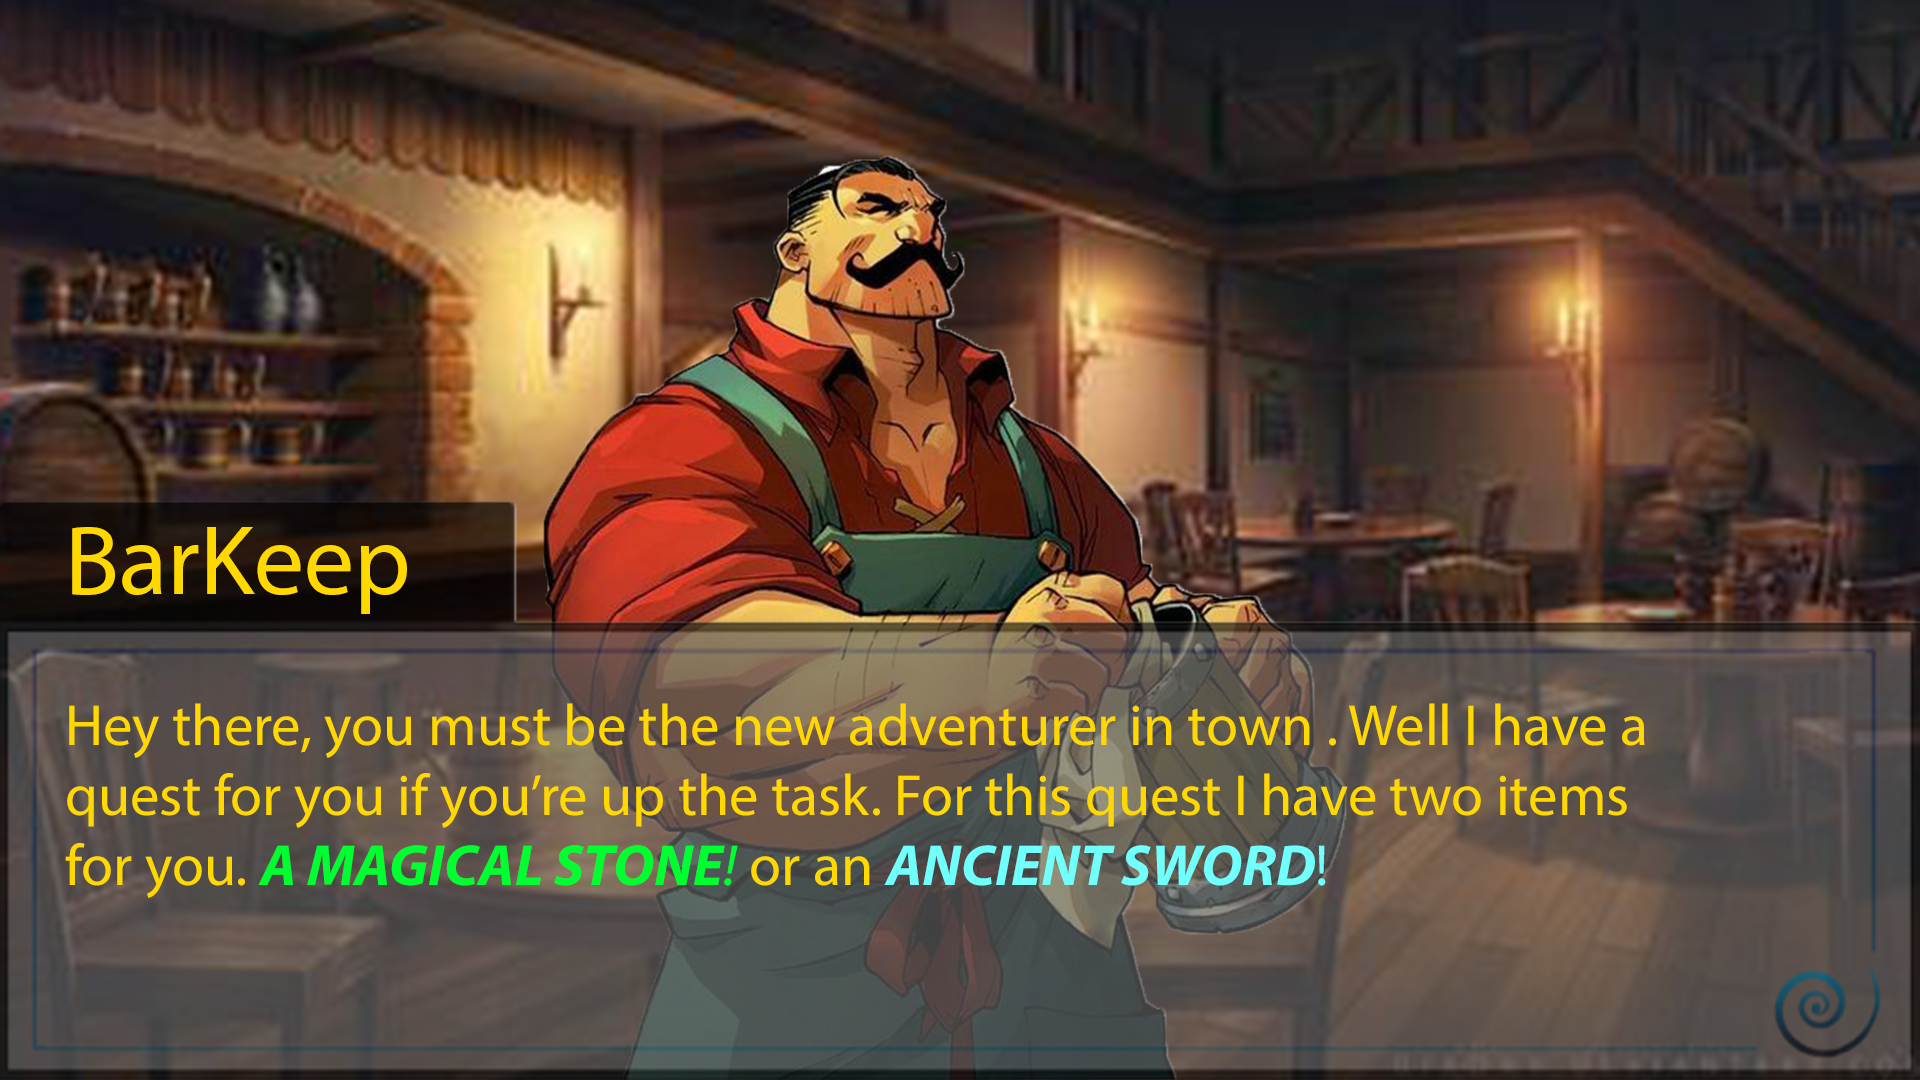 BarKeep
Hey there, you must be the new adventurer in town . Well I have a
quest for you if you’re up the task. For this quest I have two items
for you. A MAGICAL STONE! or an ANCIENT SWORD!